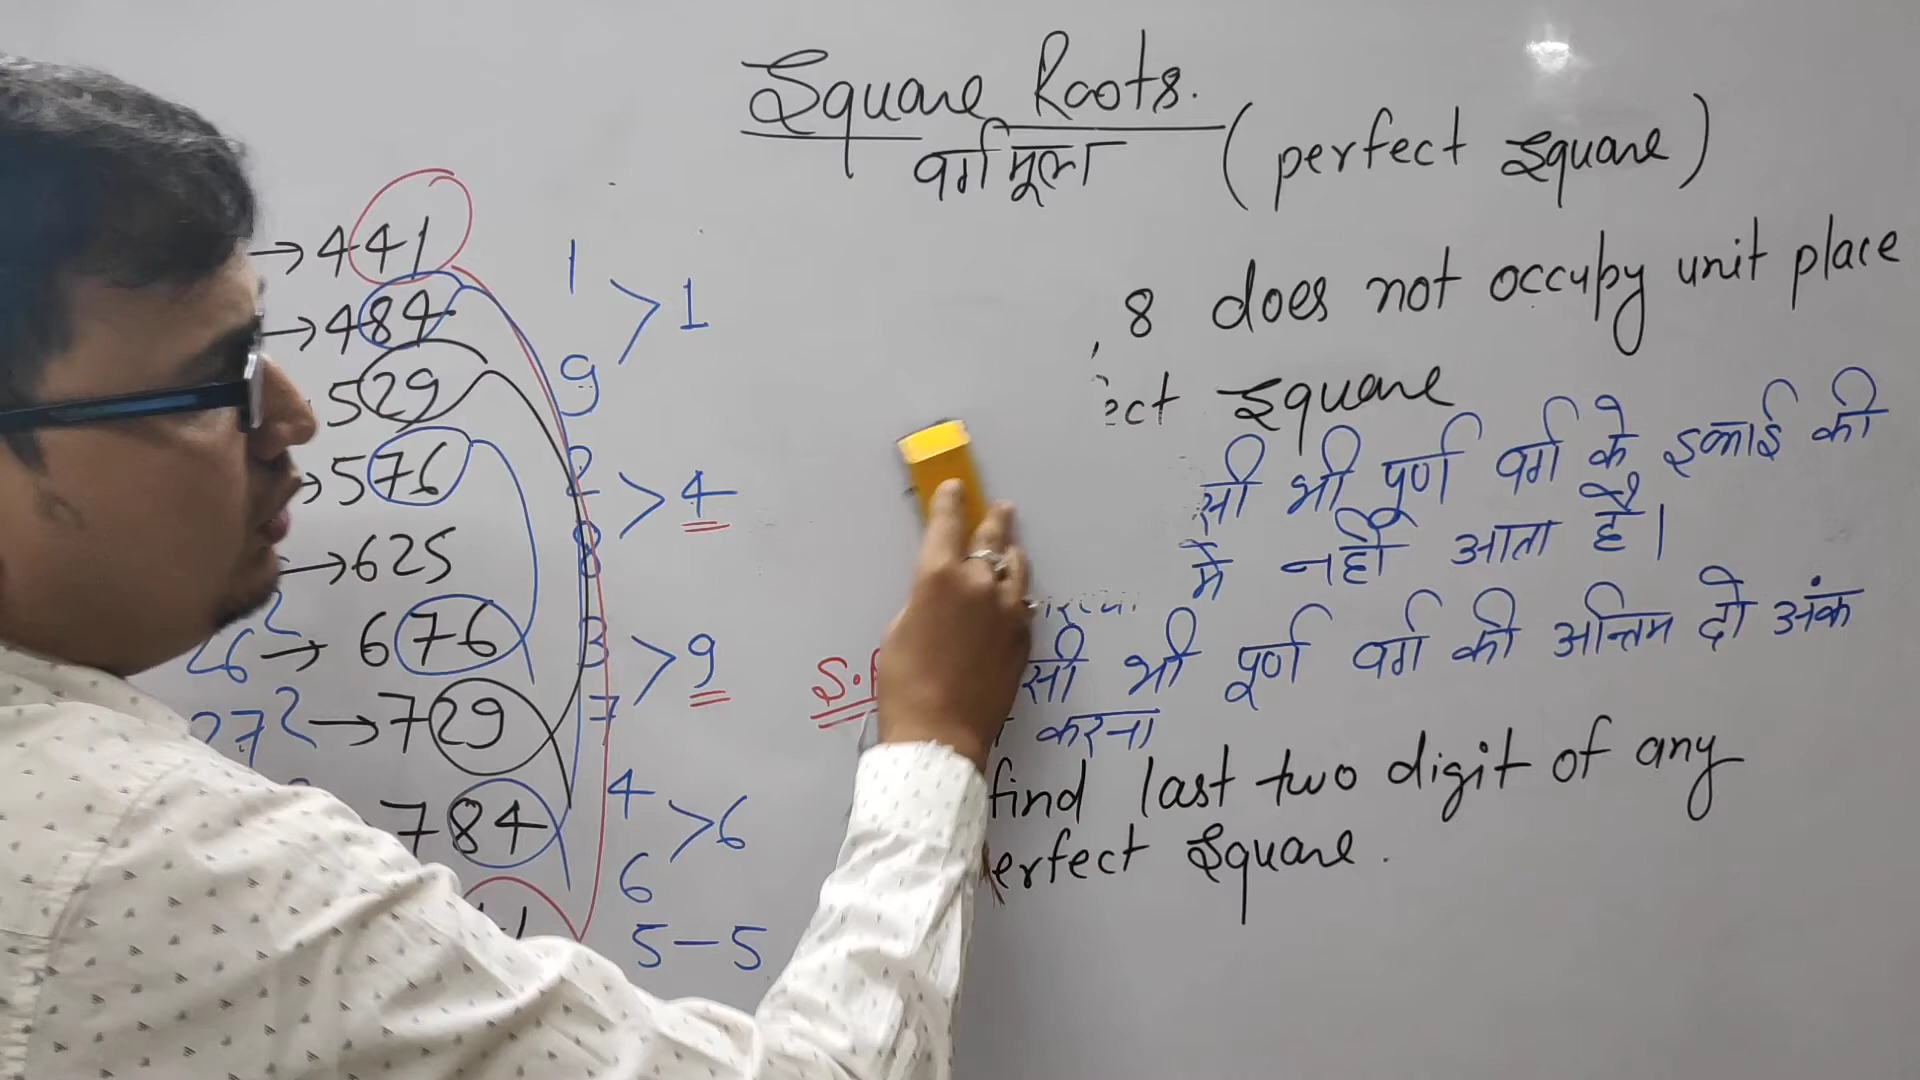 Square Roots.
वर्गमूल
(perfect Square)
→ 441
→ 484
529
→ 576
→ 625
26² → 676
27² → 729
784
1
9 > 1
2
8 > 4
3
7 > 9
4
6 > 6
5 - 5
, 8 does not occupy unit place
ect Square
सी भी पूर्ण वर्ग के इकाई की
में नहीं आता है।
सी भी पूर्ण वर्ग की अन्तिम दो अंक
करना
find last two digit of any
erfect Square.